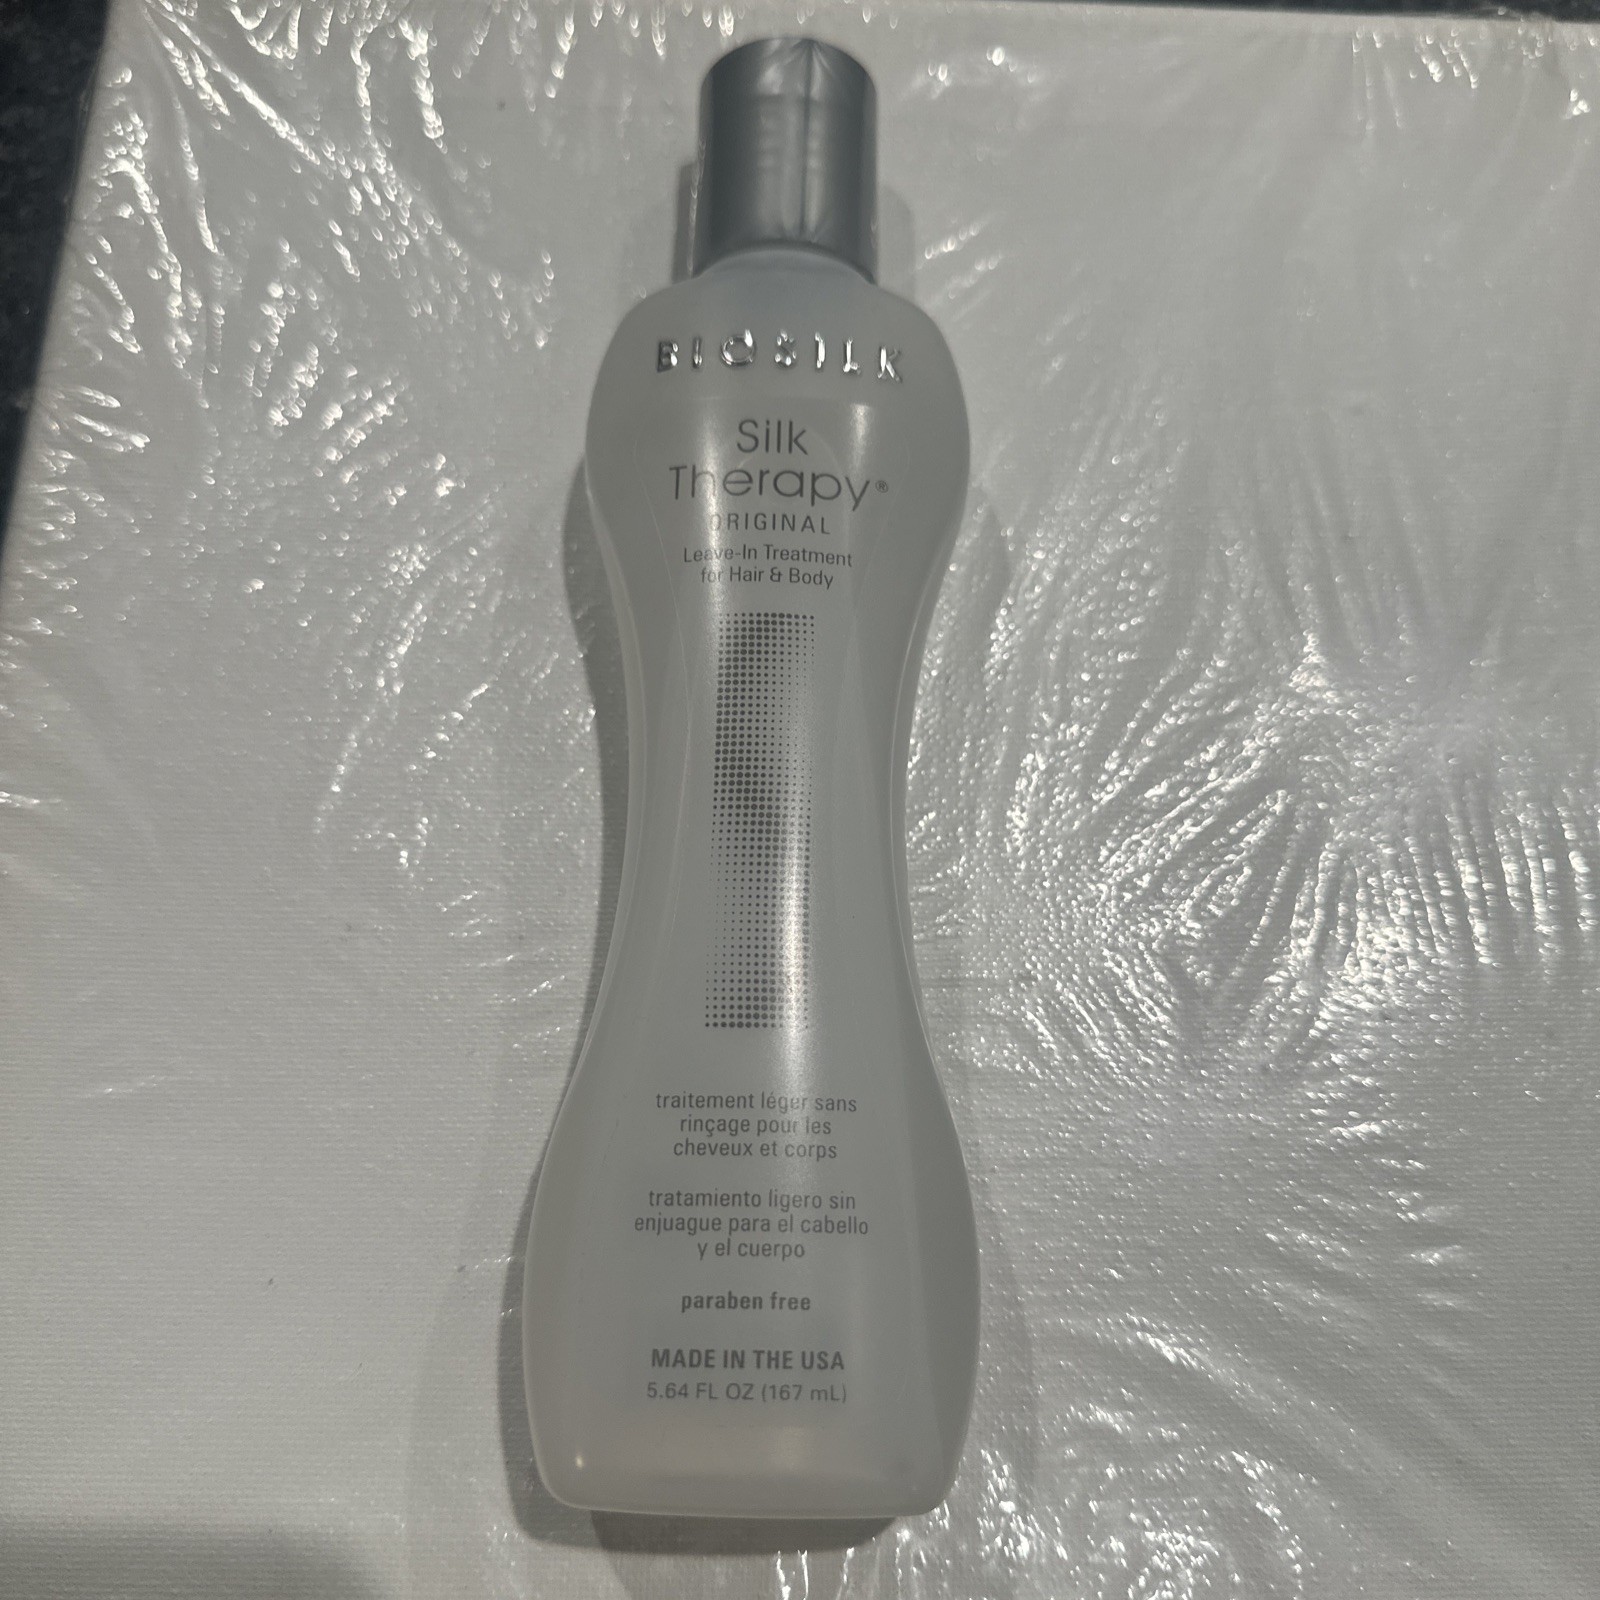 BIOSILK
Silk
Therapy®
ORIGINAL
Leave-In Treatment
for Hair & Body
traitement léger sans
rinçage pour les
cheveux et corps
tratamiento ligero sin
enjuague para el cabello
y el cuerpo
paraben free
MADE IN THE USA
5.64 FL OZ (167 mL)